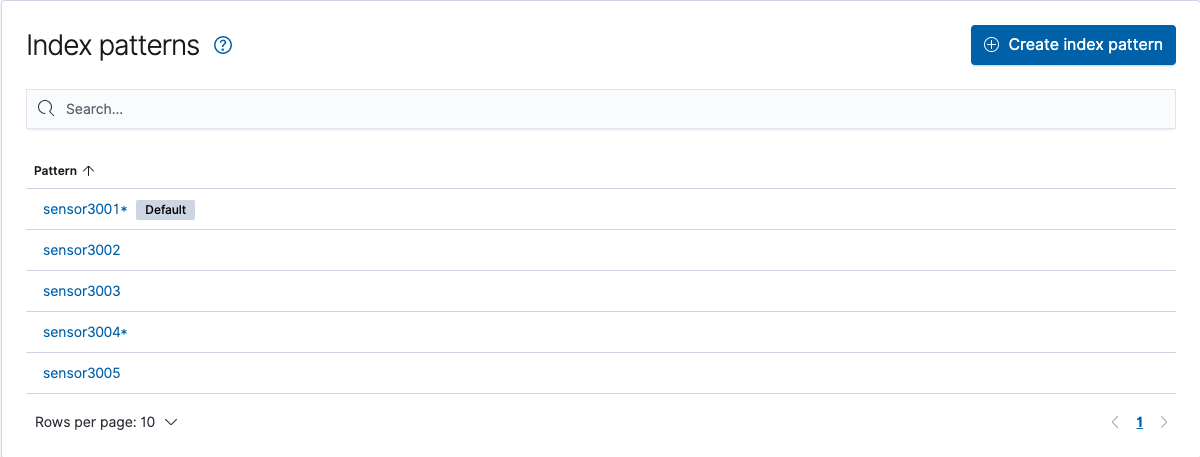 Index patterns
Create index pattern
Search...
Pattern
sensor3001* Default
sensor3002
sensor3003
sensor3004*
sensor3005
Rows per page: 10
1